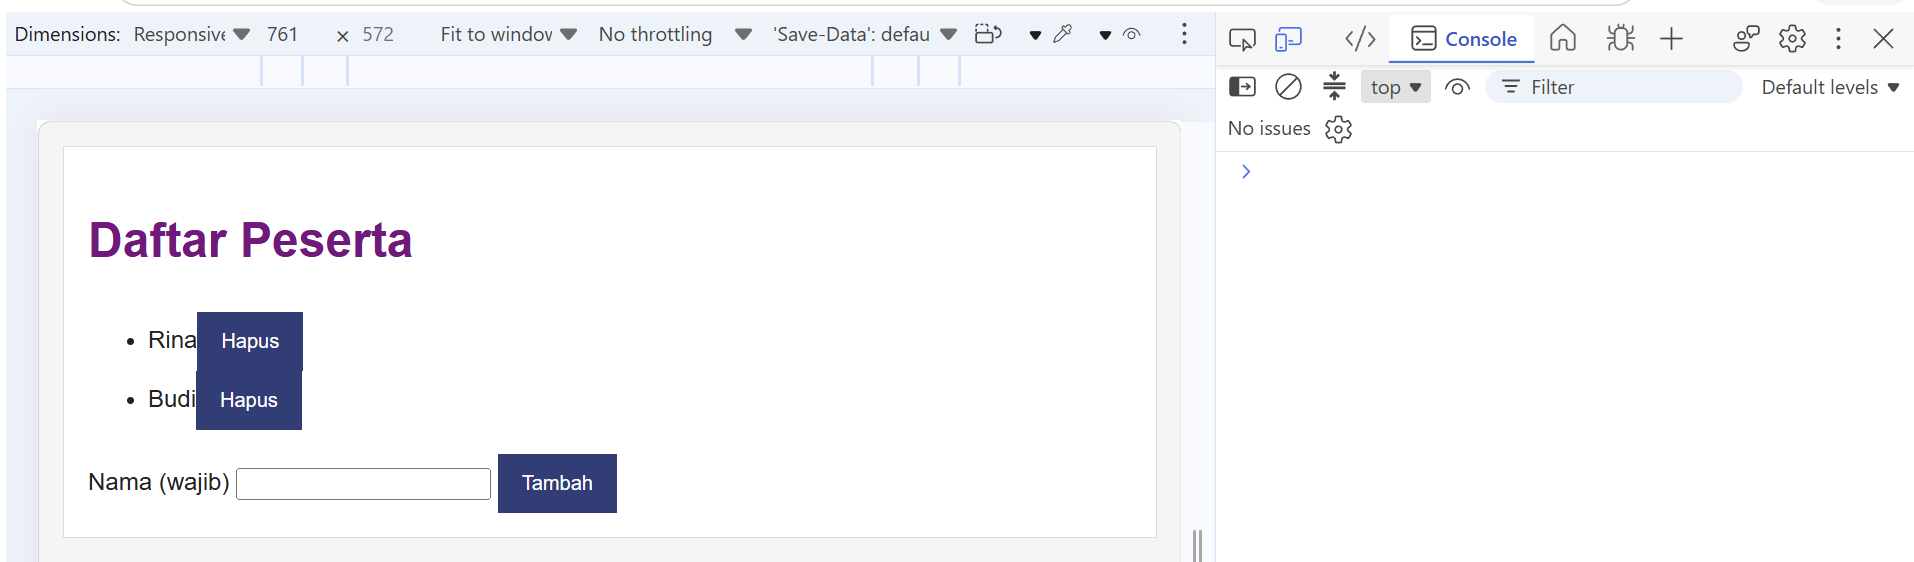 Dimensions: Responsive 761 × 572 Fit to window No throttling 'Save-Data': defau
Console
top Filter Default levels
No issues
Daftar Peserta
Rina Hapus
Budi Hapus
Nama (wajib) Tambah